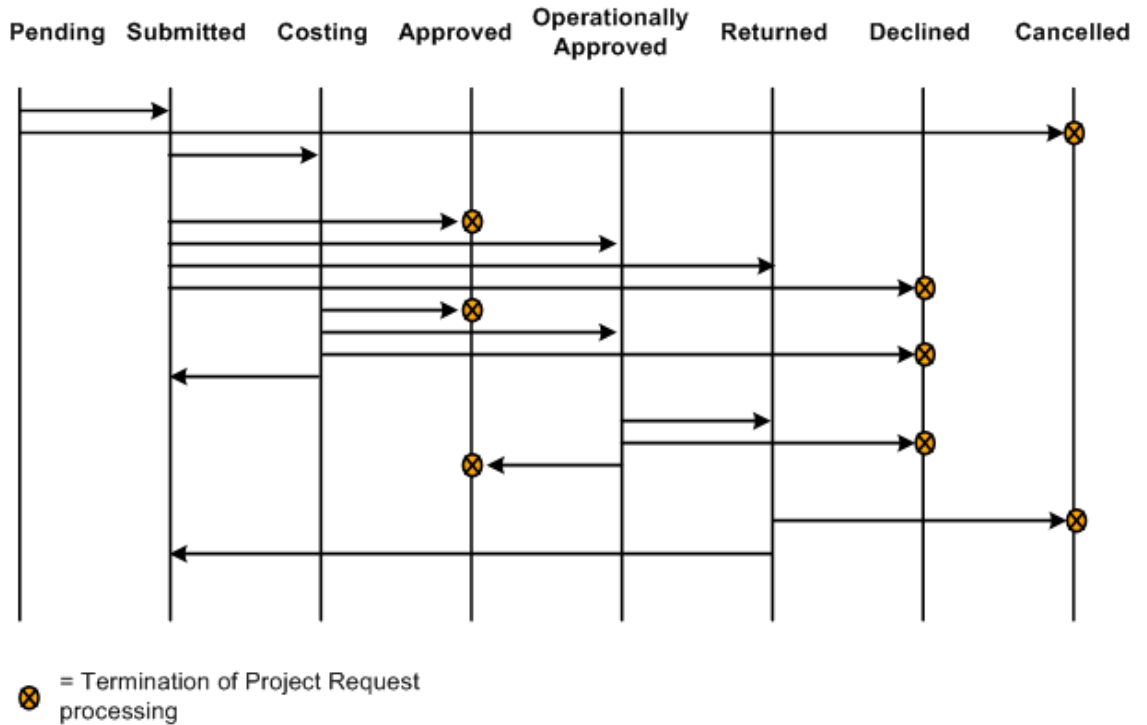 Pending
Submitted
Costing
Approved
Operationally
Approved
Returned
Declined
Cancelled
= Termination of Project Request
processing